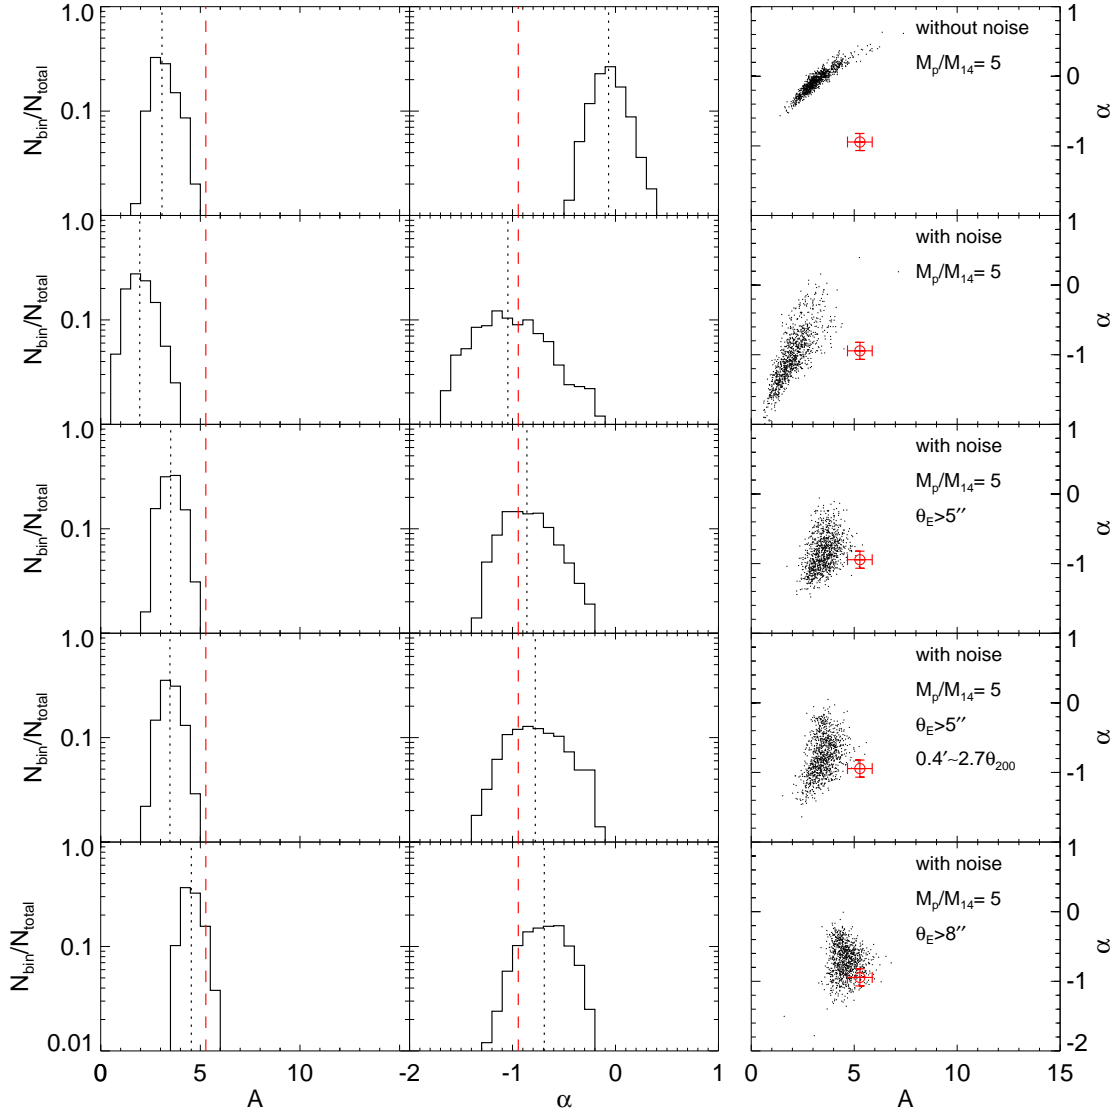 1.0
0.1
N_bin/N_total
without noise
M_p/M_14= 5
1
0
-1
α
1.0
0.1
N_bin/N_total
with noise
M_p/M_14= 5
1
0
-1
α
1.0
0.1
N_bin/N_total
with noise
M_p/M_14= 5
θ_E>5′′
1
0
-1
α
1.0
0.1
N_bin/N_total
with noise
M_p/M_14= 5
θ_E>5′′
0.4′~2.7θ_200
1
0
-1
α
1.0
0.1
0.01
N_bin/N_total
with noise
M_p/M_14= 5
θ_E>8′′
1
0
-1
-2
α
0 5 10 -2 -1 0 1 0 5 10 15
A α A